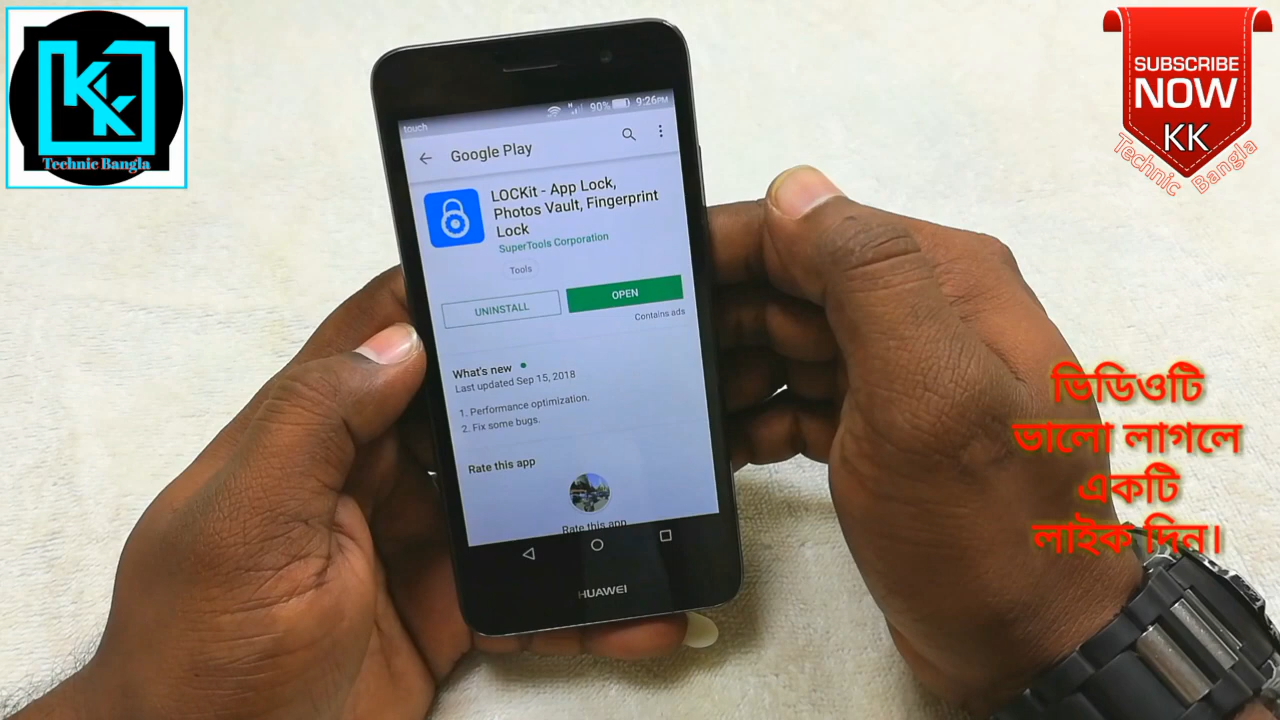 KK
Technic Bangla
SUBSCRIBE
NOW
KK
Technic Bangla
touch
H
90%
9:26PM
Google Play
LOCKit - App Lock,
Photos Vault, Fingerprint
Lock
SuperTools Corporation
Tools
UNINSTALL
OPEN
Contains ads
What's new
Last updated Sep 15, 2018
1. Performance optimization.
2. Fix some bugs.
Rate this app
Rate this app
HUAWEI
ভিডিওটি
ভালো লাগলে
একটি
লাইক দিন।